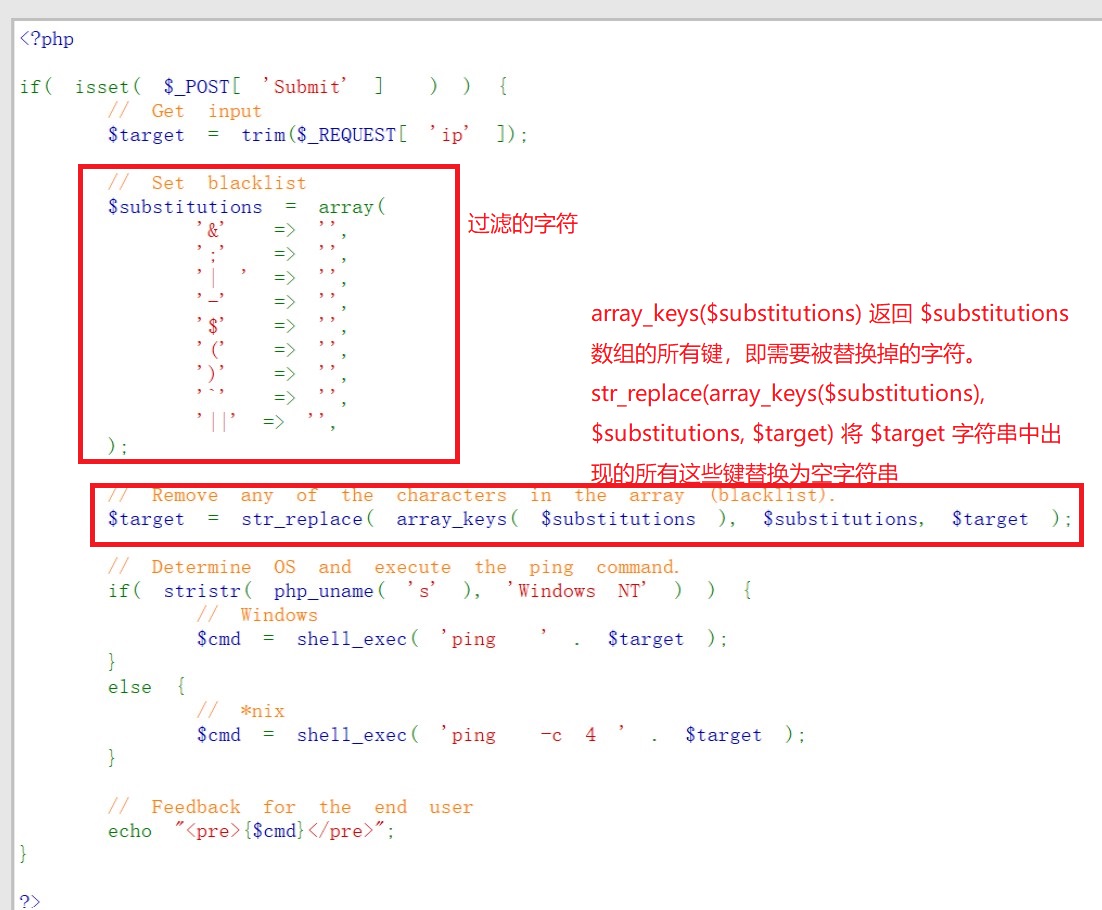 <?php
if( isset( $_POST[ 'Submit' ] ) ) {
// Get input
$target = trim($_REQUEST[ 'ip' ]);
// Set blacklist
$substitutions = array(
'&' => '',
过滤的字符
';' => '',
'| ' => '',
'-' => '',
'$' => '',
'(' => '',
')' => '',
'`' => '',
'||' => '',
);
array_keys($substitutions) 返回 $substitutions
数组的所有键，即需要被替换掉的字符。
str_replace(array_keys($substitutions),
$substitutions, $target) 将 $target 字符串中出
现的所有这些键替换为空字符串
// Remove any of the characters in the array (blacklist).
$target = str_replace( array_keys( $substitutions ), $substitutions, $target );
// Determine OS and execute the ping command.
if( stristr( php_uname( 's' ), 'Windows NT' ) ) {
// Windows
$cmd = shell_exec( 'ping ' . $target );
}
else {
// *nix
$cmd = shell_exec( 'ping -c 4 ' . $target );
}
// Feedback for the end user
echo "<pre>{$cmd}</pre>";
}
?>